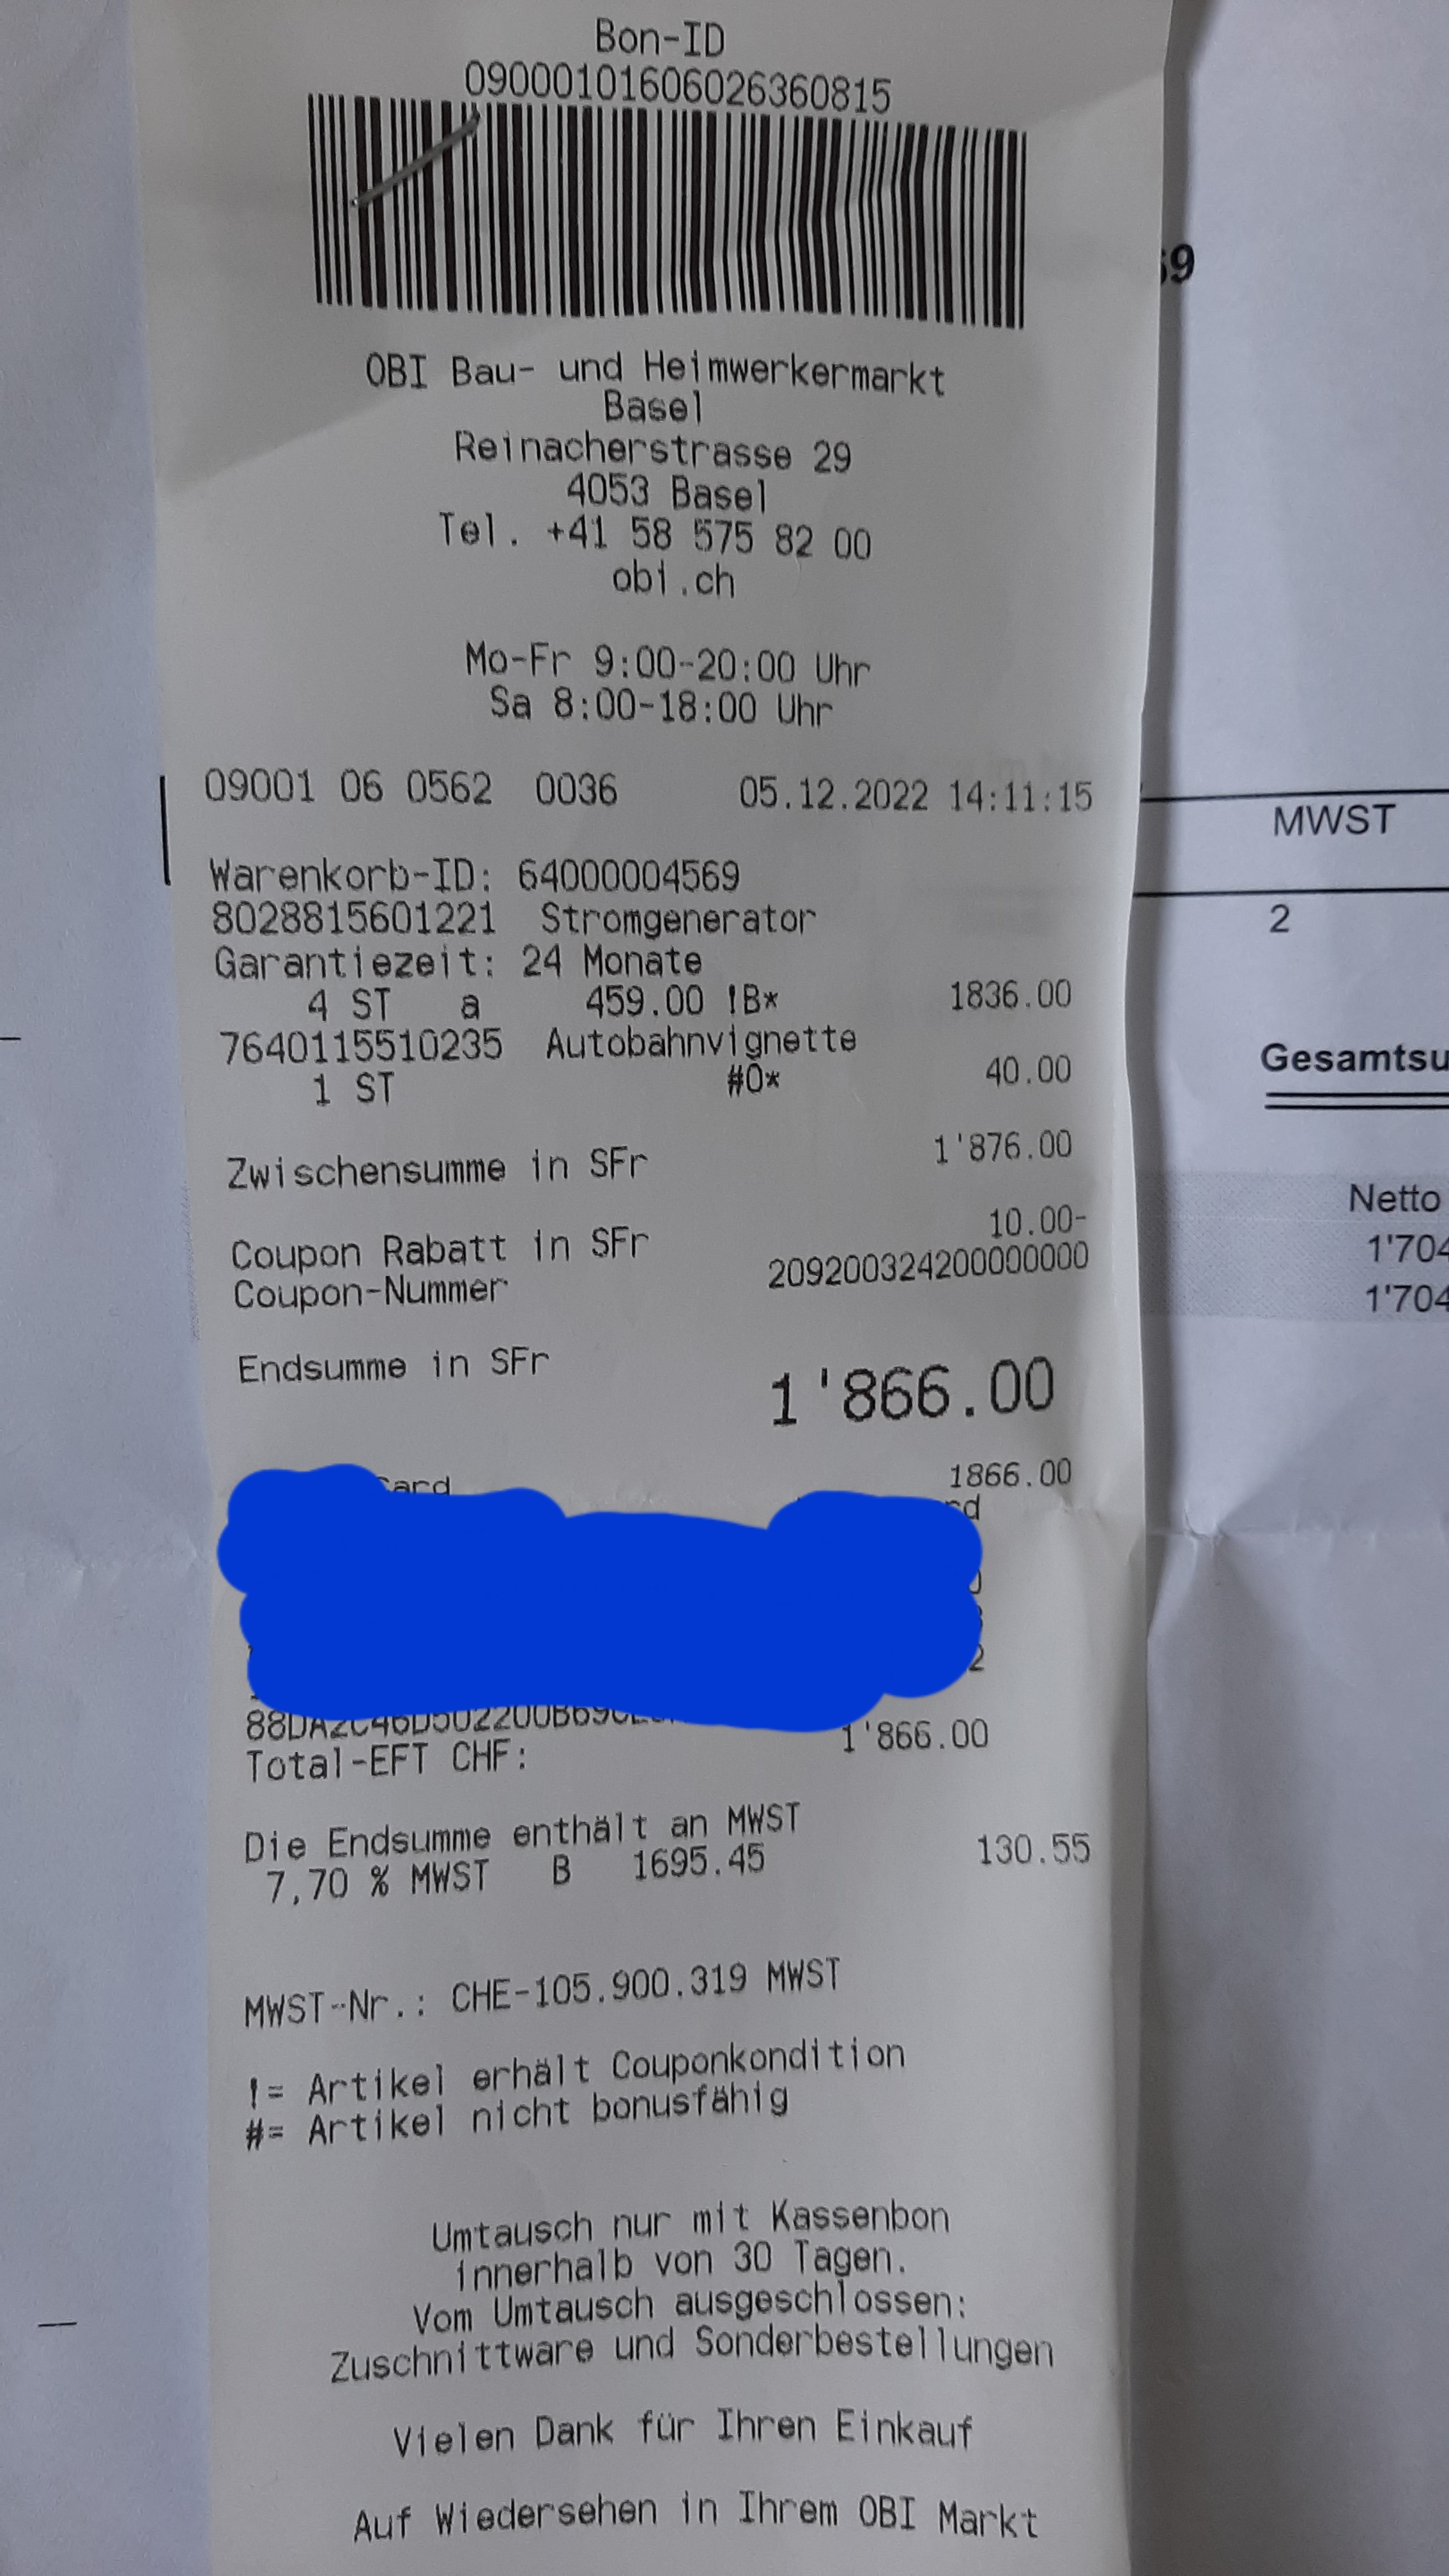 Bon-ID
09000101606026360815
OBI Bau- und Heimwerkermarkt
Basel
Reinacherstrasse 29
4053 Basel
Tel. +41 58 575 82 00
obi.ch
Mo-Fr 9:00-20:00 Uhr
Sa 8:00-18:00 Uhr
09001 06 0562 0036 05.12.2022 14:11:15
Warenkorb-ID: 64000004569
8028815601221 Stromgenerator
Garantiezeit: 24 Monate
4 ST a 459.00 !B* 1836.00
7640115510235 Autobahnvignette
1 ST #0* 40.00
Zwischensumme in SFr 1'876.00
Coupon Rabatt in SFr 10.00-
Coupon-Nummer 209200324200000000
Endsumme in SFr 1'866.00
1866.00
Total-EFT CHF: 1'866.00
Die Endsumme enthält an MWST
7,70 % MWST B 1695.45 130.55
MWST-Nr.: CHE-105.900.319 MWST
!= Artikel erhält Couponkondition
#= Artikel nicht bonusfähig
Umtausch nur mit Kassenbon
innerhalb von 30 Tagen.
Vom Umtausch ausgeschlossen:
Zuschnittware und Sonderbestellungen
Vielen Dank für Ihren Einkauf
Auf Wiedersehen in Ihrem OBI Markt
MWST
2
Netto